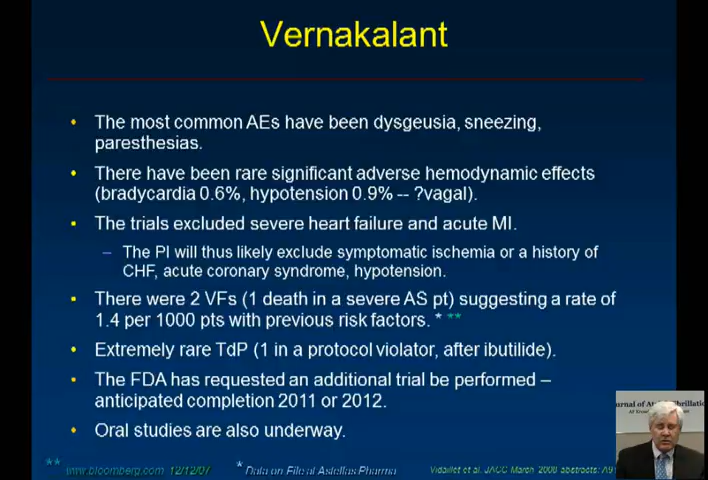 Vernakalant
• The most common AEs have been dysgeusia, sneezing,
paresthesias.
• There have been rare significant adverse hemodynamic effects
(bradycardia 0.6%, hypotension 0.9% -- ?vagal).
• The trials excluded severe heart failure and acute MI.
– The PI will thus likely exclude symptomatic ischemia or a history of
CHF, acute coronary syndrome, hypotension.
• There were 2 VFs (1 death in a severe AS pt) suggesting a rate of
1.4 per 1000 pts with previous risk factors. * **
• Extremely rare TdP (1 in a protocol violator, after ibutilide).
• The FDA has requested an additional trial be performed –
anticipated completion 2011 or 2012.
• Oral studies are also underway.
** www.bloomberg.com 12/12/07 * Data on File at Astellas Pharma Vidaillet et al. JACC March 2008 abstracts: